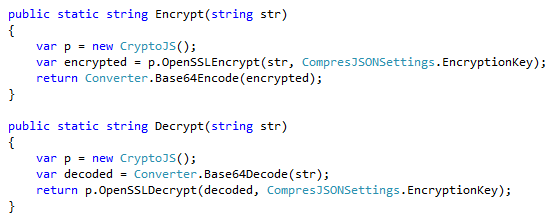 public static string Encrypt(string str)
{
    var p = new CryptoJS();
    var encrypted = p.OpenSSLEncrypt(str, CompresJSONSettings.EncryptionKey);
    return Converter.Base64Encode(encrypted);
}
public static string Decrypt(string str)
{
    var p = new CryptoJS();
    var decoded = Converter.Base64Decode(str);
    return p.OpenSSLDecrypt(decoded, CompresJSONSettings.EncryptionKey);
}